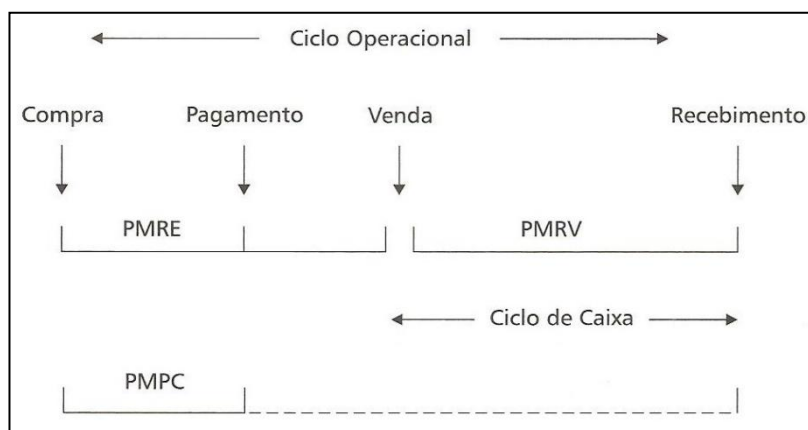 Ciclo Operacional
Compra Pagamento Venda Recebimento
PMRE PMRV
Ciclo de Caixa
PMPC